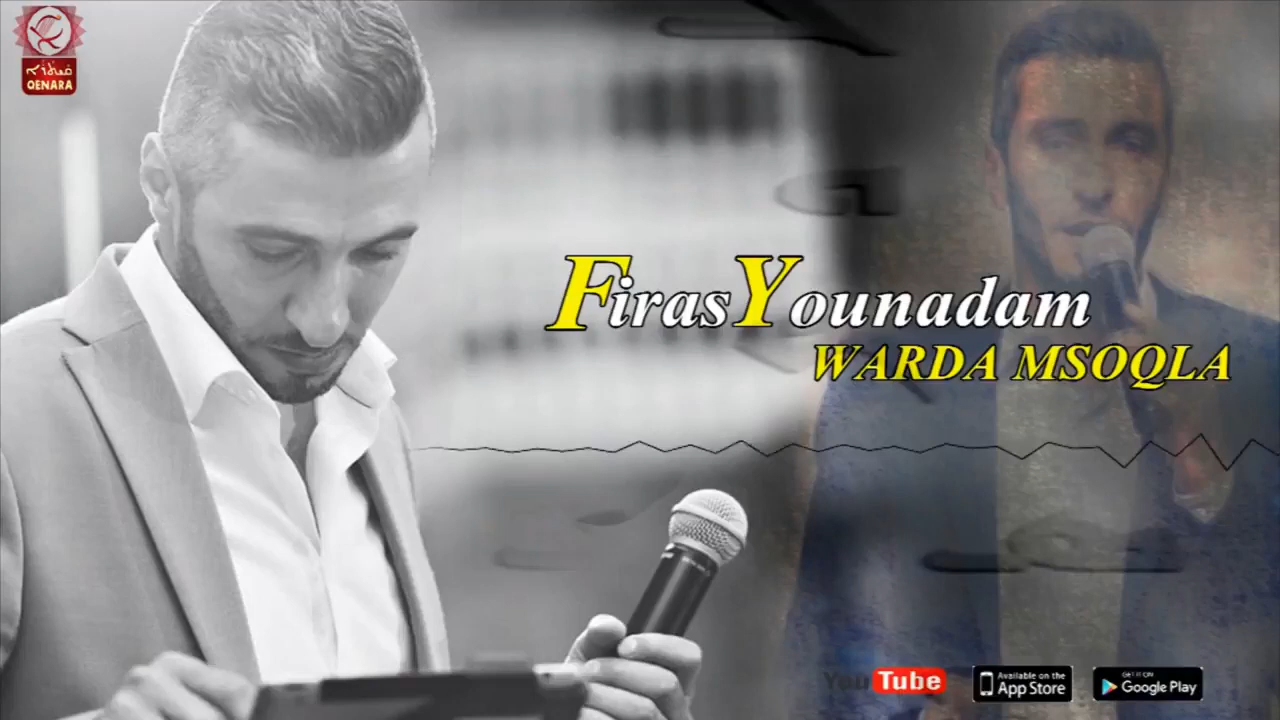 QENARA
Firas Younadam
WARDA MSOQLA
YouTube
Available on the
App Store
GET IT ON
Google Play